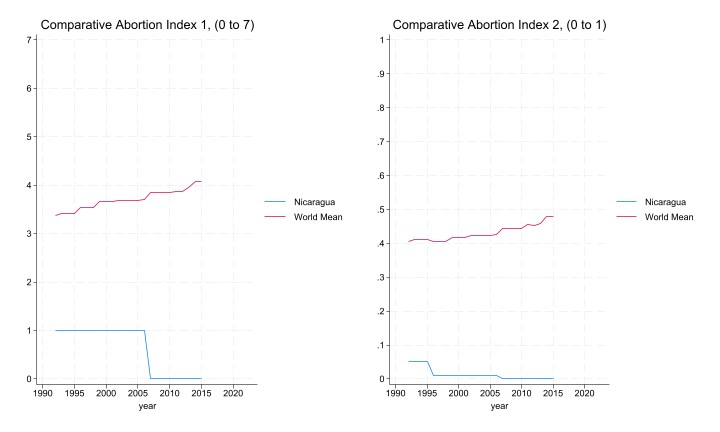 Comparative Abortion Index 1, (0 to 7)
7
6
5
4
3
2
1
0
1990 1995 2000 2005 2010 2015 2020
year
Nicaragua
World Mean
Comparative Abortion Index 2, (0 to 1)
1
.9
.8
.7
.6
.5
.4
.3
.2
.1
0
1990 1995 2000 2005 2010 2015 2020
year
Nicaragua
World Mean